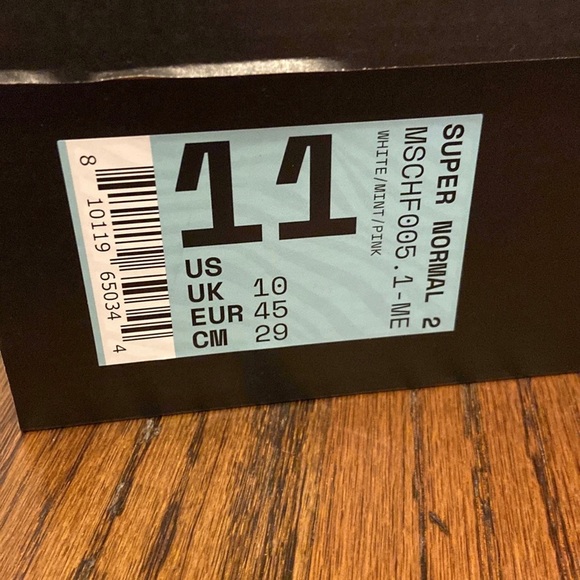 SUPER NORMAL 2
MSCHF005.1-ME
WHITE/MINT/PINK
11
US
UK 10
EUR 45
CM 29
8 10119 65034 4